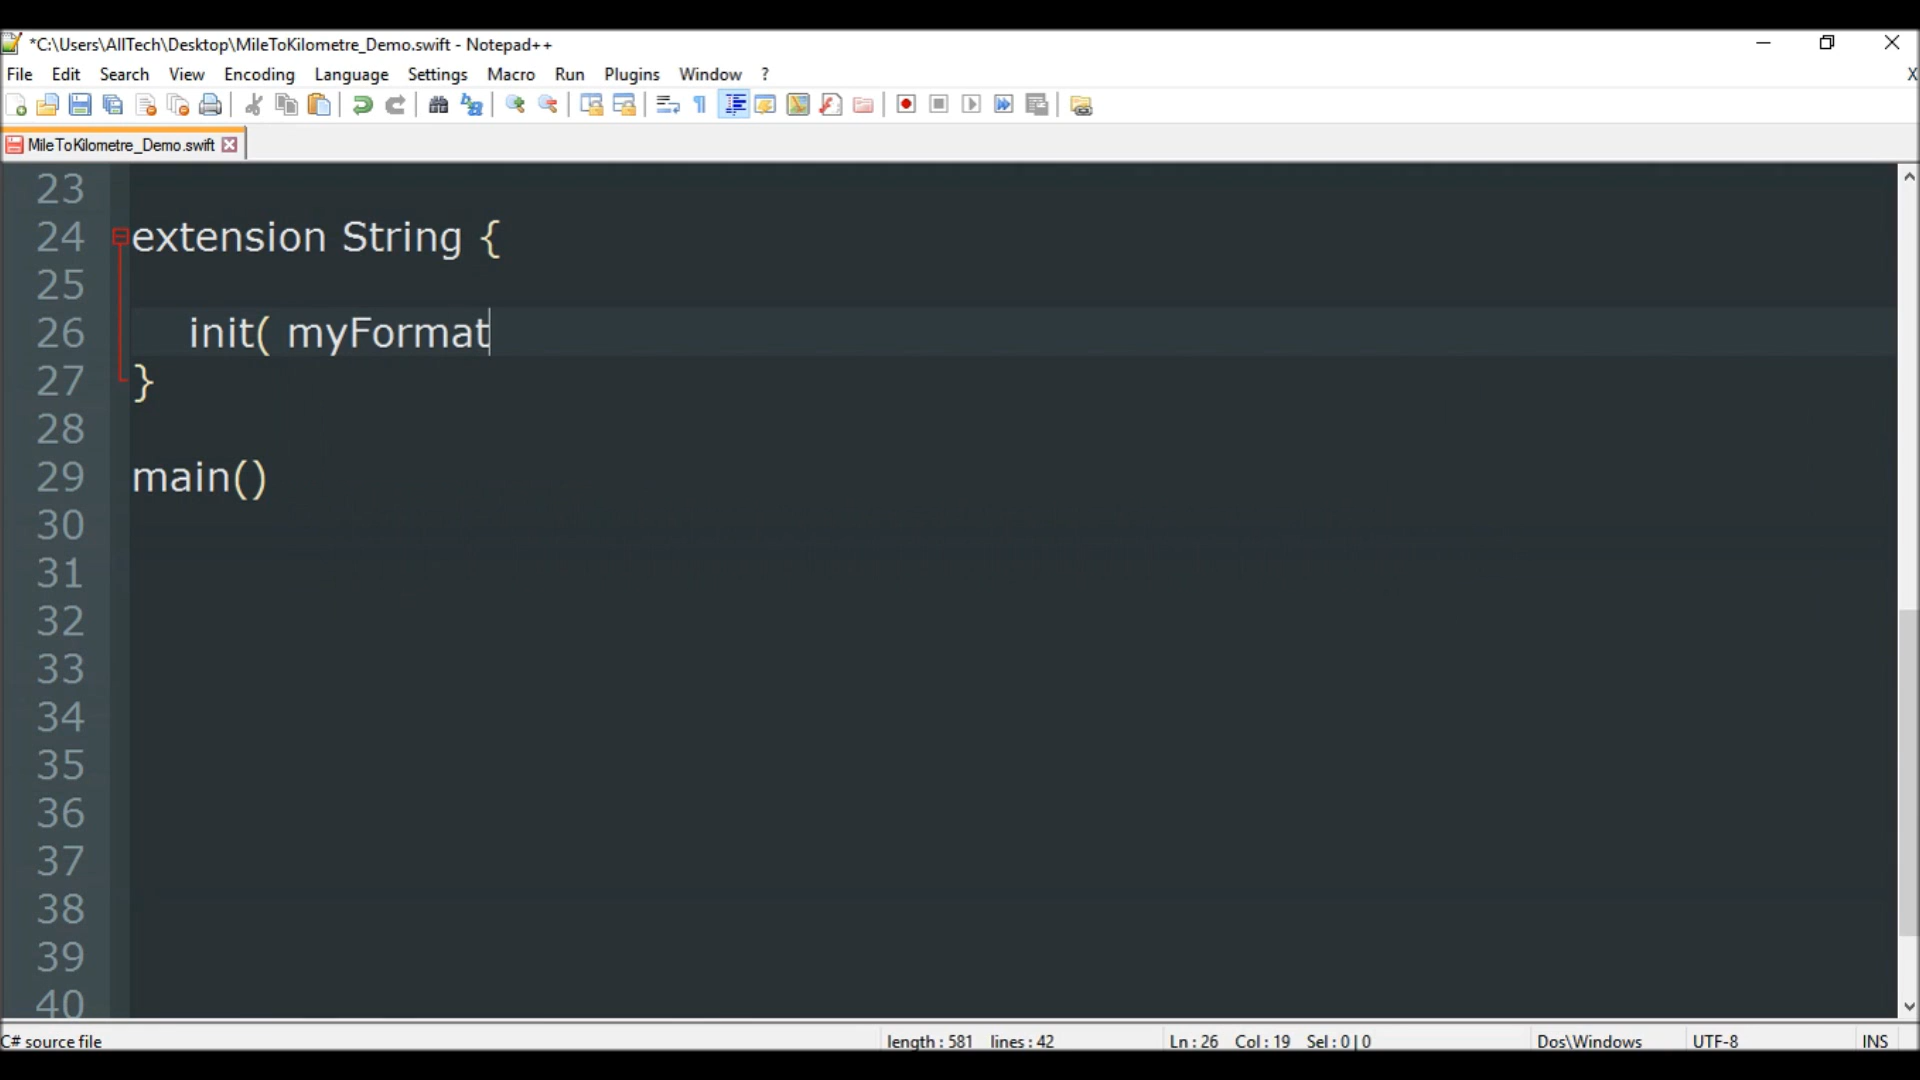 *C:\Users\AllTech\Desktop\MileToKilometre_Demo.swift - Notepad++
File Edit Search View Encoding Language Settings Macro Run Plugins Window ? X
MileToKilometre_Demo.swift
23
24 extension String {
25
26 init( myFormat
27 }
28
29 main()
30
31
32
33
34
35
36
37
38
39
40
C# source file length : 581 lines : 42 Ln : 26 Col : 19 Sel : 0 | 0 Dos\Windows UTF-8 INS